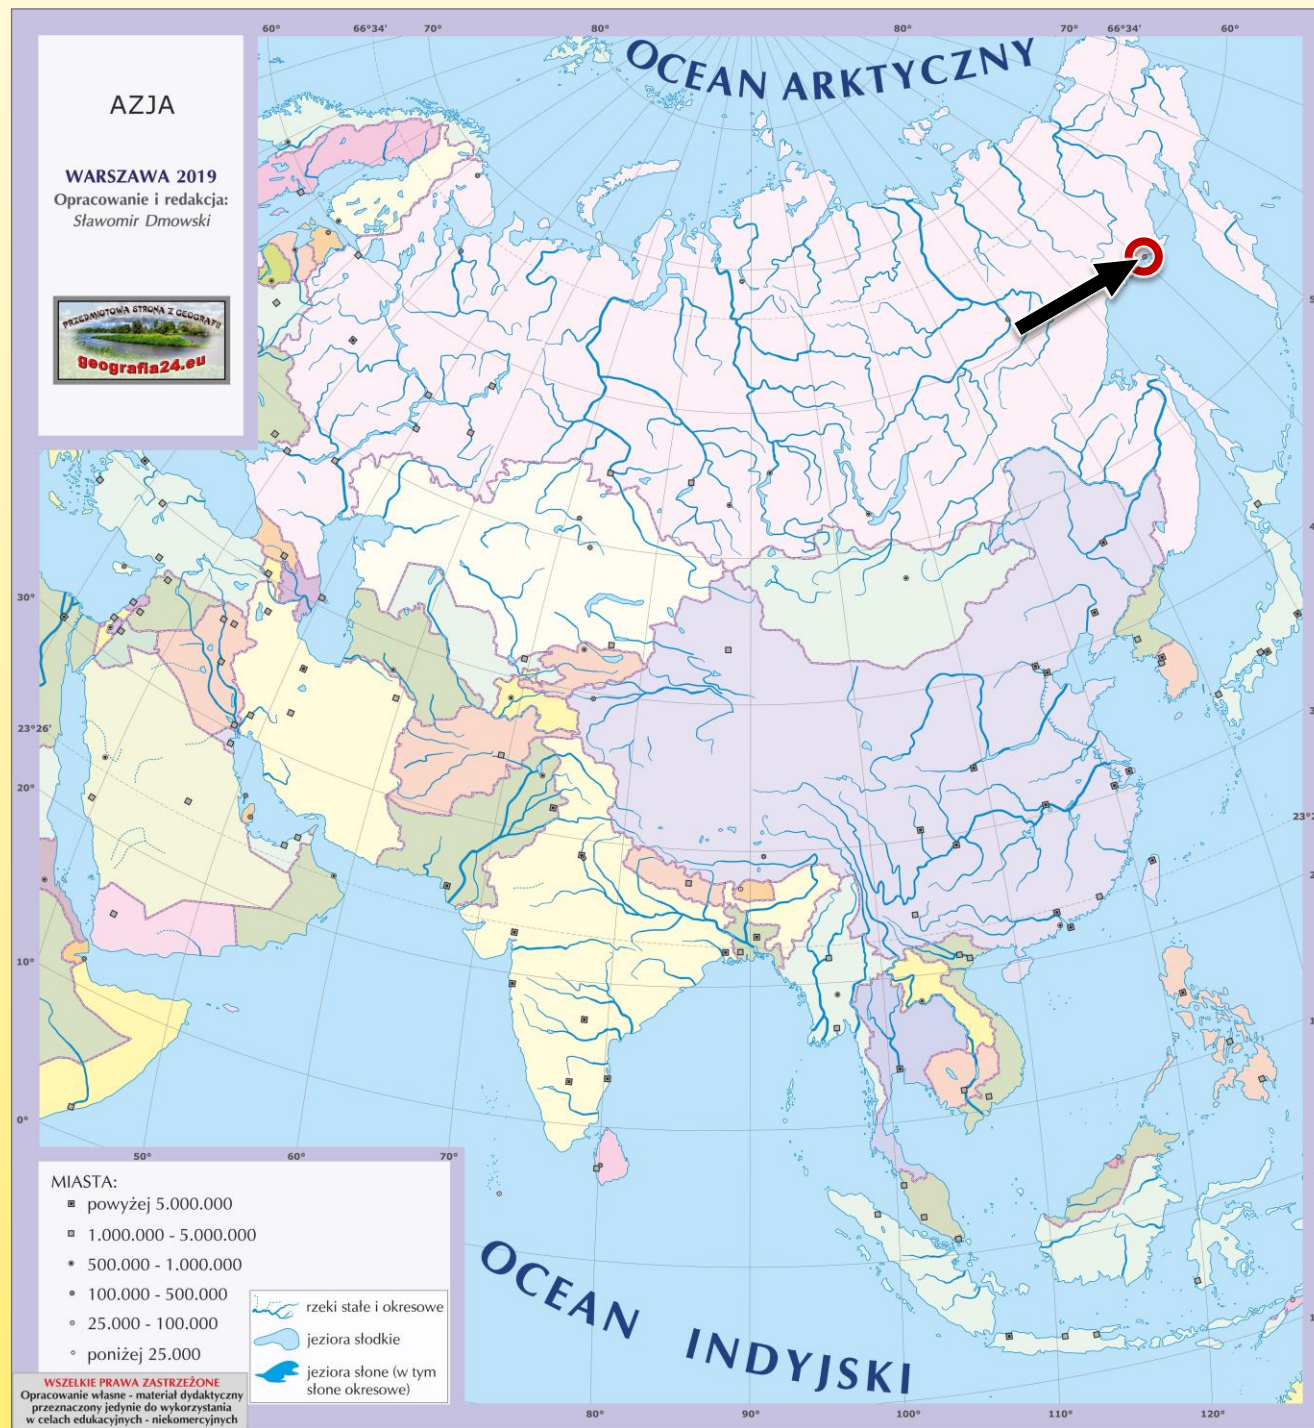 60°
66°34'
70°
80°
80°
70°
66°34'
60°
OCEAN ARKTYCZNY
AZJA
WARSZAWA 2019
Opracowanie i redakcja:
Sławomir Dmowski
PRZEDMIOTOWA STRONA Z GEOGRAFII
geografia24.eu
30°
23°26'
20°
10°
0°
50°
60°
70°
MIASTA:
powyżej 5.000.000
1.000.000 - 5.000.000
500.000 - 1.000.000
100.000 - 500.000
25.000 - 100.000
poniżej 25.000
rzeki stałe i okresowe
jeziora słodkie
jeziora słone (w tym
słone okresowe)
OCEAN INDYJSKI
WSZELKIE PRAWA ZASTRZEŻONE
Opracowanie własne - materiał dydaktyczny
przeznaczony jedynie do wykorzystania
w celach edukacyjnych - niekomercyjnych
80°
90°
100°
110°
120°